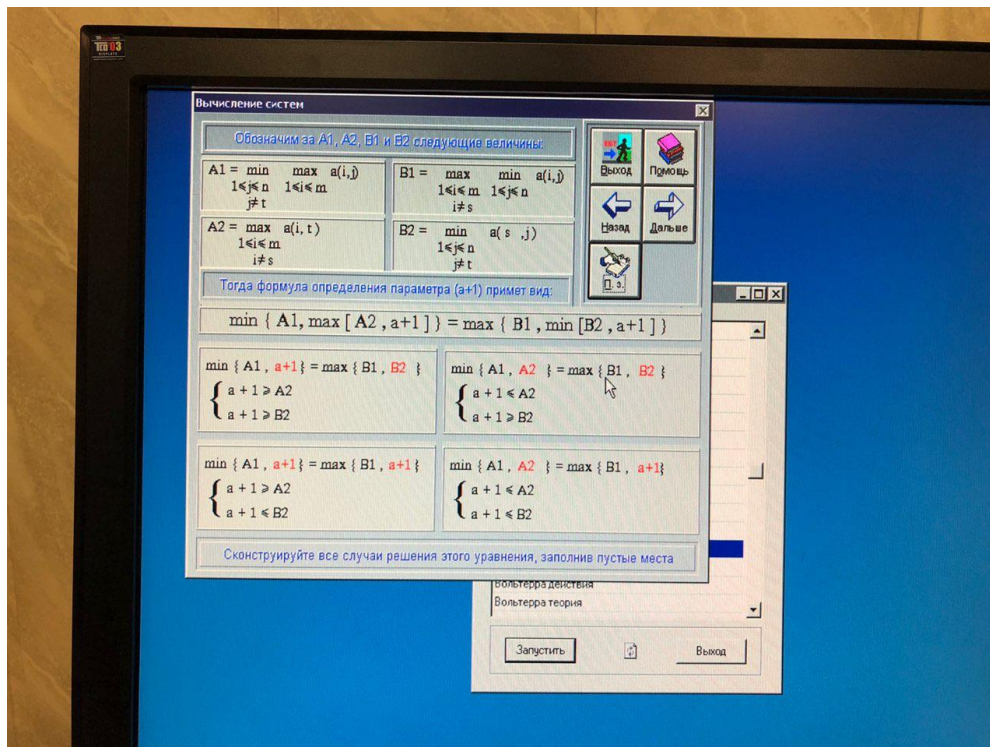 TCO'03
DISPLAYS
Вычисление систем
Обозначим за A1, A2, B1 и B2 следующие величины:
A1 = min max a(i,j)
1≤j≤n 1≤i≤m
j≠t
B1 = max min a(i,j)
1≤i≤m 1≤j≤n
i≠s
A2 = max a(i,t)
1≤i≤m
i≠s
B2 = min a( s ,j)
1≤j≤n
j≠t
EXIT
Выход
Помощь
Назад
Дальше
П. э.
Тогда формула определения параметра (a+1) примет вид:
min { A1, max [ A2 , a+1 ] } = max { B1 , min [B2 , a+1 ] }
min { A1 , a+1 } = max { B1 , B2 }
a + 1 ≥ A2
a + 1 ≥ B2
min { A1 , A2 } = max { B1 , B2 }
a + 1 ≤ A2
a + 1 ≥ B2
min { A1 , a+1 } = max { B1 , a+1 }
a + 1 ≥ A2
a + 1 ≤ B2
min { A1 , A2 } = max { B1 , a+1 }
a + 1 ≤ A2
a + 1 ≤ B2
Сконструируйте все случаи решения этого уравнения, заполнив пустые места
Вольтерра действия
Вольтерра теория
Запустить
Выход